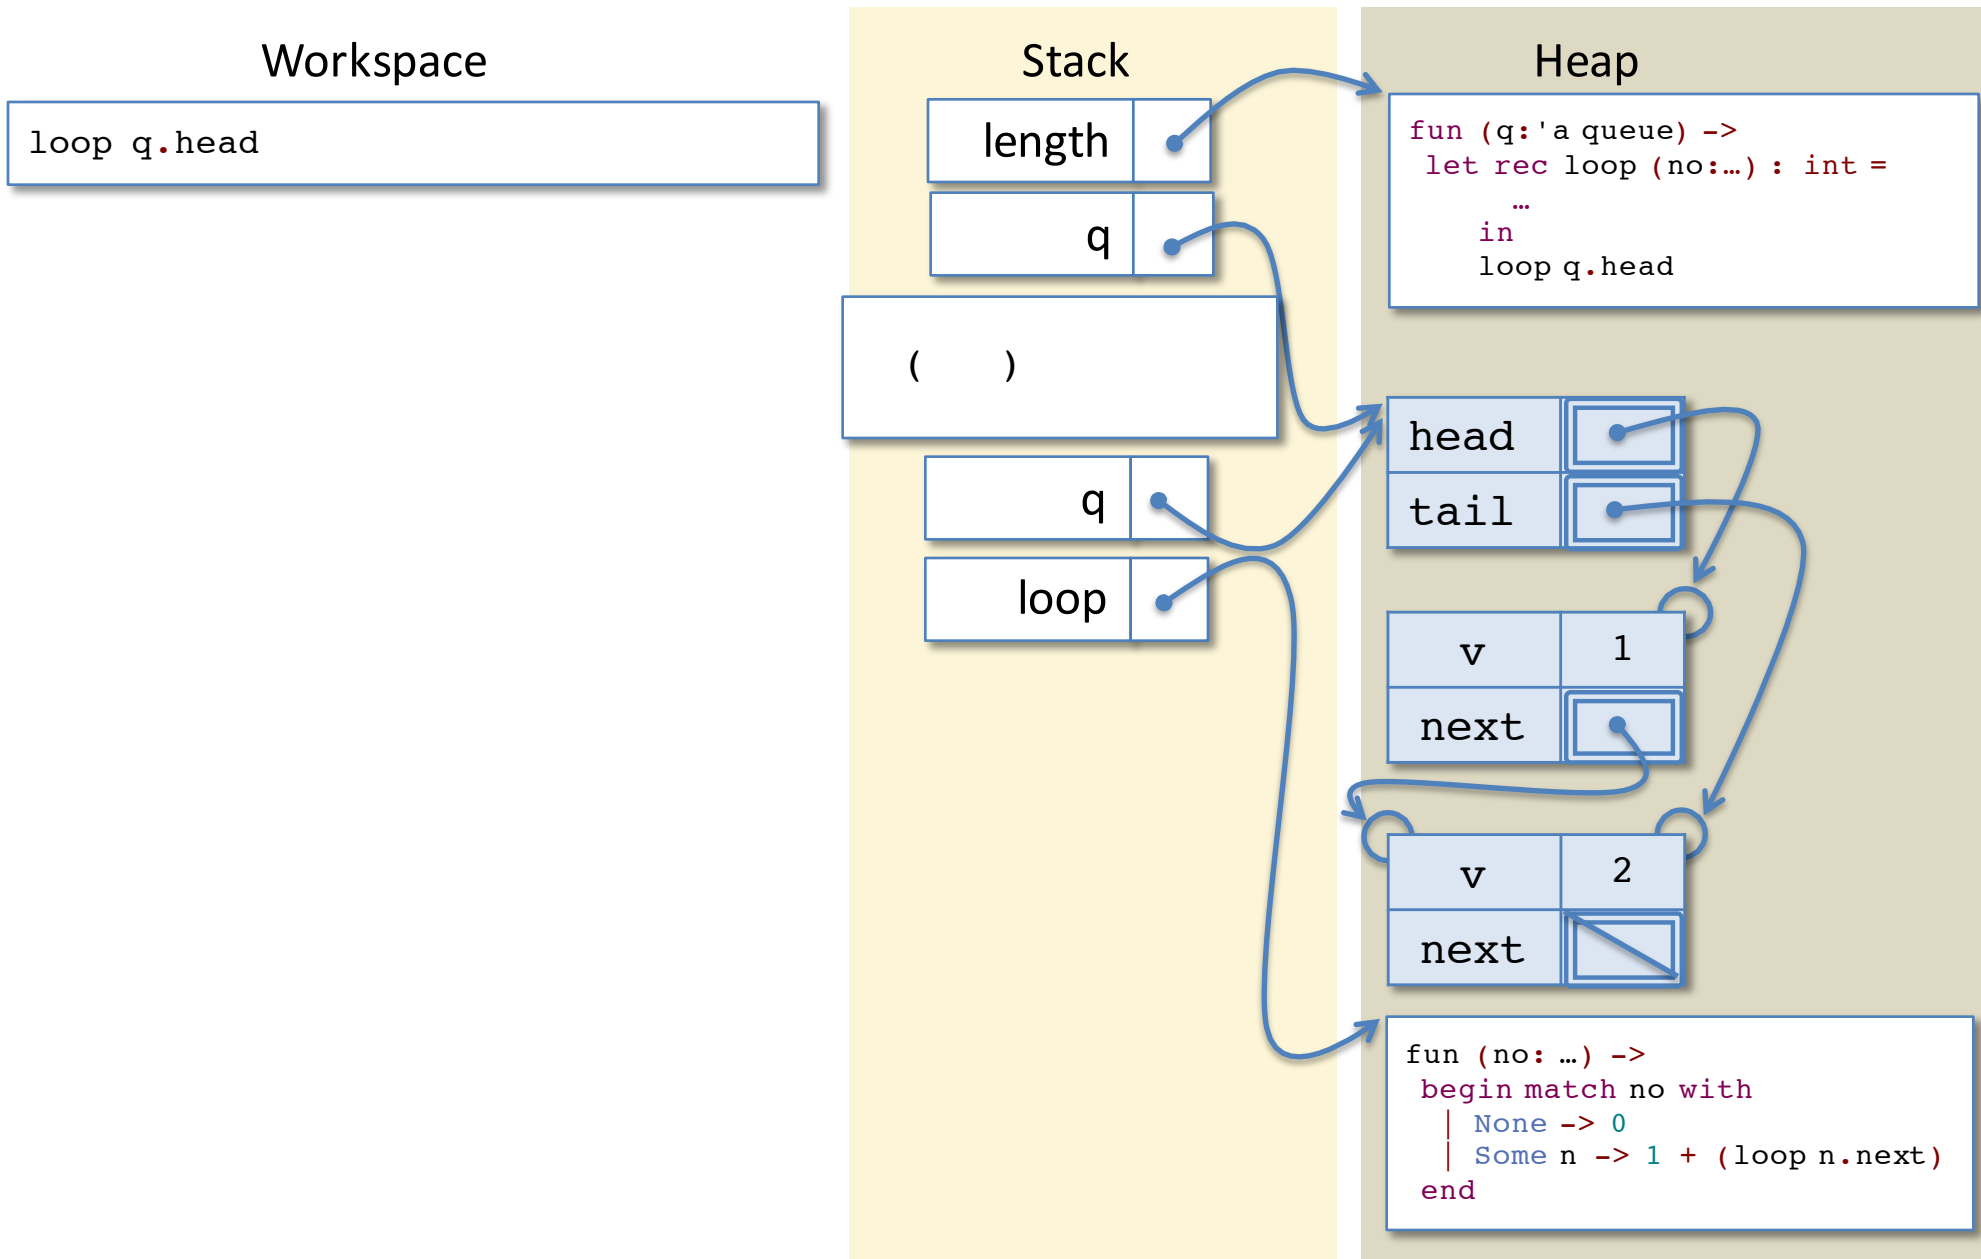 Workspace
loop q.head
Stack
length
q
(    )
q
loop
Heap
fun (q:'a queue) ->
let rec loop (no:…) : int =
…
in
loop q.head
head
tail
v 1
next
v 2
next
fun (no: …) ->
begin match no with
| None -> 0
| Some n -> 1 + (loop n.next)
end